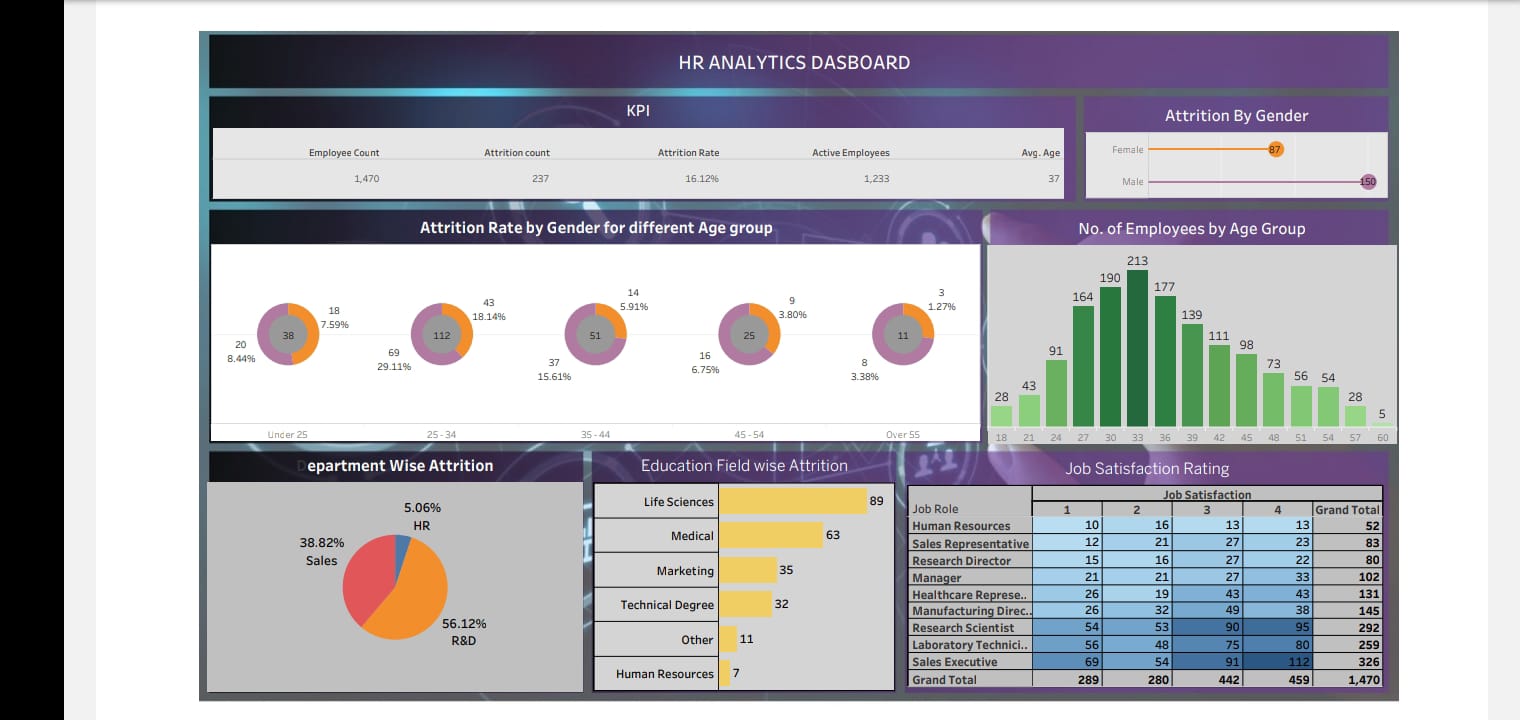 HR ANALYTICS DASBOARD
KPI
Employee Count Attrition count Attrition Rate Active Employees Avg. Age
1,470 237 16.12% 1,233 37
Attrition By Gender
Female 87
Male 150
Attrition Rate by Gender for different Age group
18
7.59%
38
20
8.44%
43
18.14%
112
69
29.11%
14
5.91%
51
37
15.61%
9
3.80%
25
16
6.75%
3
1.27%
11
8
3.38%
Under 25 25 - 34 35 - 44 45 - 54 Over 55
No. of Employees by Age Group
28 43 91 164 190 213 177 139 111 98 73 56 54 28 5
18 21 24 27 30 33 36 39 42 45 48 51 54 57 60
Department Wise Attrition
5.06%
HR
38.82%
Sales
56.12%
R&D
Education Field wise Attrition
Life Sciences 89
Medical 63
Marketing 35
Technical Degree 32
Other 11
Human Resources 7
Job Satisfaction Rating
Job Satisfaction
Job Role 1 2 3 4 Grand Total
Human Resources 10 16 13 13 52
Sales Representative 12 21 27 23 83
Research Director 15 16 27 22 80
Manager 21 21 27 33 102
Healthcare Represe.. 26 19 43 43 131
Manufacturing Direc.. 26 32 49 38 145
Research Scientist 54 53 90 95 292
Laboratory Technici.. 56 48 75 80 259
Sales Executive 69 54 91 112 326
Grand Total 289 280 442 459 1,470